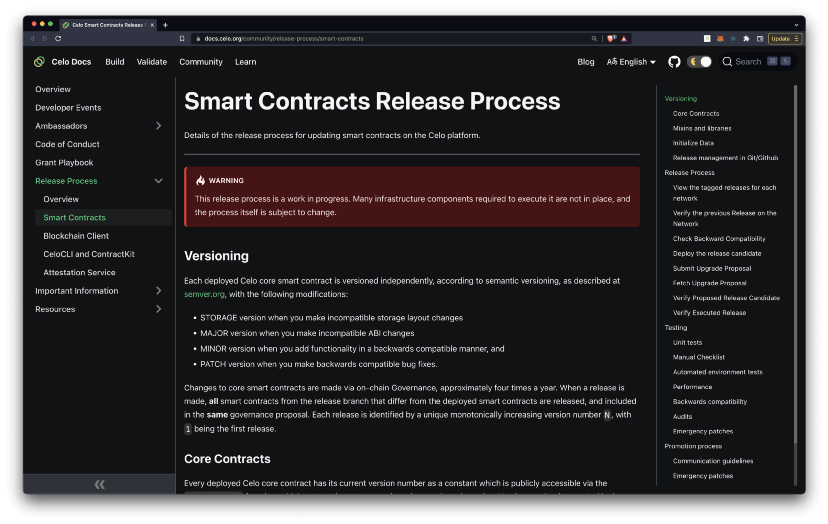 Celo Smart Contracts Release
docs.celo.org/community/release-process/smart-contracts
Update
Celo Docs
Build
Validate
Community
Learn
Blog
English
Search
Overview
Developer Events
Ambassadors
Code of Conduct
Grant Playbook
Release Process
Overview
Smart Contracts
Blockchain Client
CeloCLI and ContractKit
Attestation Service
Important Information
Resources
Smart Contracts Release Process
Details of the release process for updating smart contracts on the Celo platform.
WARNING
This release process is a work in progress. Many infrastructure components required to execute it are not in place, and
the process itself is subject to change.
Versioning
Each deployed Celo core smart contract is versioned independently, according to semantic versioning, as described at
semver.org, with the following modifications:
• STORAGE version when you make incompatible storage layout changes
• MAJOR version when you make incompatible ABI changes
• MINOR version when you add functionality in a backwards compatible manner, and
• PATCH version when you make backwards compatible bug fixes.
Changes to core smart contracts are made via on-chain Governance, approximately four times a year. When a release is
made, all smart contracts from the release branch that differ from the deployed smart contracts are released, and included
in the same governance proposal. Each release is identified by a unique monotonically increasing version number N, with
1 being the first release.
Core Contracts
Every deployed Celo core contract has its current version number as a constant which is publicly accessible via the
Versioning
Core Contracts
Mixins and libraries
Initialize Data
Release management in Git/Github
Release Process
View the tagged releases for each
network
Verify the previous Release on the
Network
Check Backward Compatibility
Deploy the release candidate
Submit Upgrade Proposal
Fetch Upgrade Proposal
Verify Proposed Release Candidate
Verify Executed Release
Testing
Unit tests
Manual Checklist
Automated environment tests
Performance
Backwards compatibility
Audits
Emergency patches
Promotion process
Communication guidelines
Emergency patches